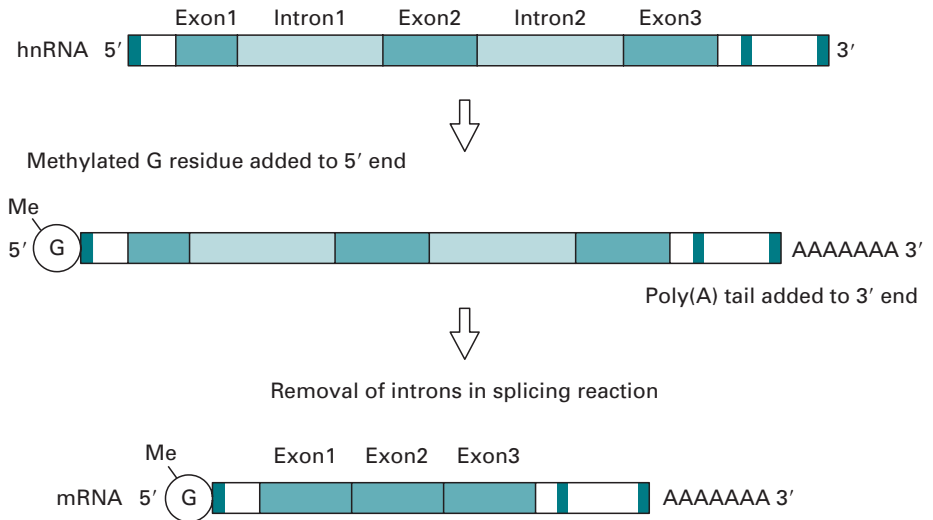 Exon1 Intron1 Exon2 Intron2 Exon3
hnRNA 5′ 3′
Methylated G residue added to 5′ end
Me
5′ G AAAAAAA 3′
Poly(A) tail added to 3′ end
Removal of introns in splicing reaction
Me Exon1 Exon2 Exon3
mRNA 5′ G AAAAAAA 3′